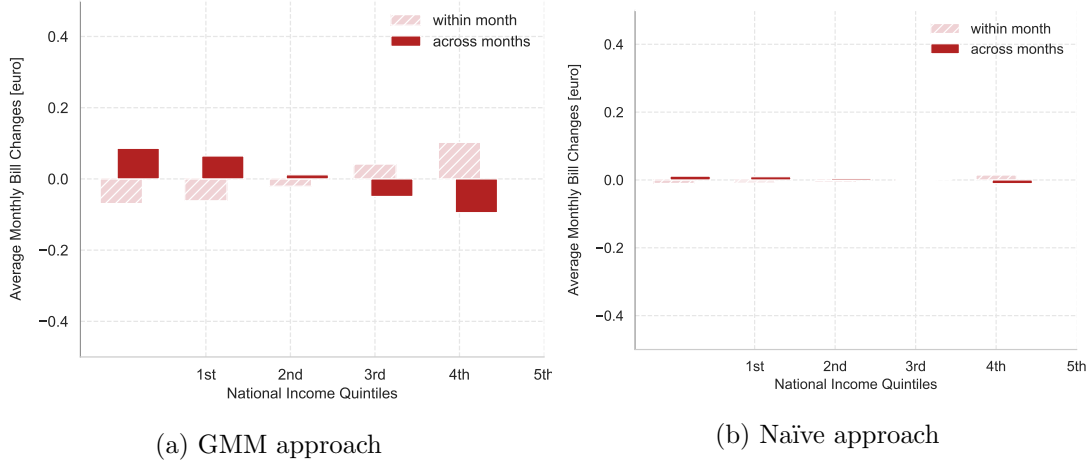 within month
across months
0.4
0.2
0.0
−0.2
−0.4
Average Monthly Bill Changes [euro]
1st 2nd 3rd 4th 5th
National Income Quintiles
(a) GMM approach
within month
across months
0.4
0.2
0.0
−0.2
−0.4
Average Monthly Bill Changes [euro]
1st 2nd 3rd 4th 5th
National Income Quintiles
(b) Naïve approach